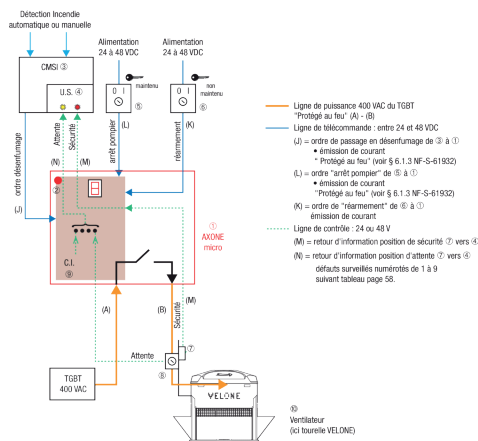 Détection Incendie
automatique ou manuelle
Alimentation
24 à 48 VDC
Alimentation
24 à 48 VDC
CMSI ③
U.S. ④
0 I
maintenu
0 I
non
maintenu
⑤
⑥
ordre désenfumage
Attente
Sécurité
(N)
(M)
arrêt pompier
(L)
réarmement
(K)
(J)
②
①
AXONE
micro
C.I.
⑨
(A)
(B)
Sécurité
(M)
Attente
⑦
⑧
TGBT
400 VAC
VELONE
⑩
Ventilateur
(ici tourelle VELONE)
Ligne de puissance 400 VAC du TGBT
"Protégé au feu" (A) - (B)
Ligne de télécommande : entre 24 et 48 VDC
(J) = ordre de passage en désenfumage de ③ à ①
• émission de courant
" Protégé au feu" (voir § 6.1.3 NF-S-61932)
(L) = ordre "arrêt pompier" de ⑤ à ①
• émission de courant
"Protégé au feu" (voir § 6.1.3 NF-S-61932)
(K) = ordre de "réarmement" de ⑥ à ①
émission de courant
Ligne de contrôle : 24 ou 48 V
(M) = retour d'information position de sécurité ⑦ vers ④
(N) = retour d'information position d'attente ⑦ vers ④
défauts surveillés numérotés de 1 à 9
suivant tableau page 58.